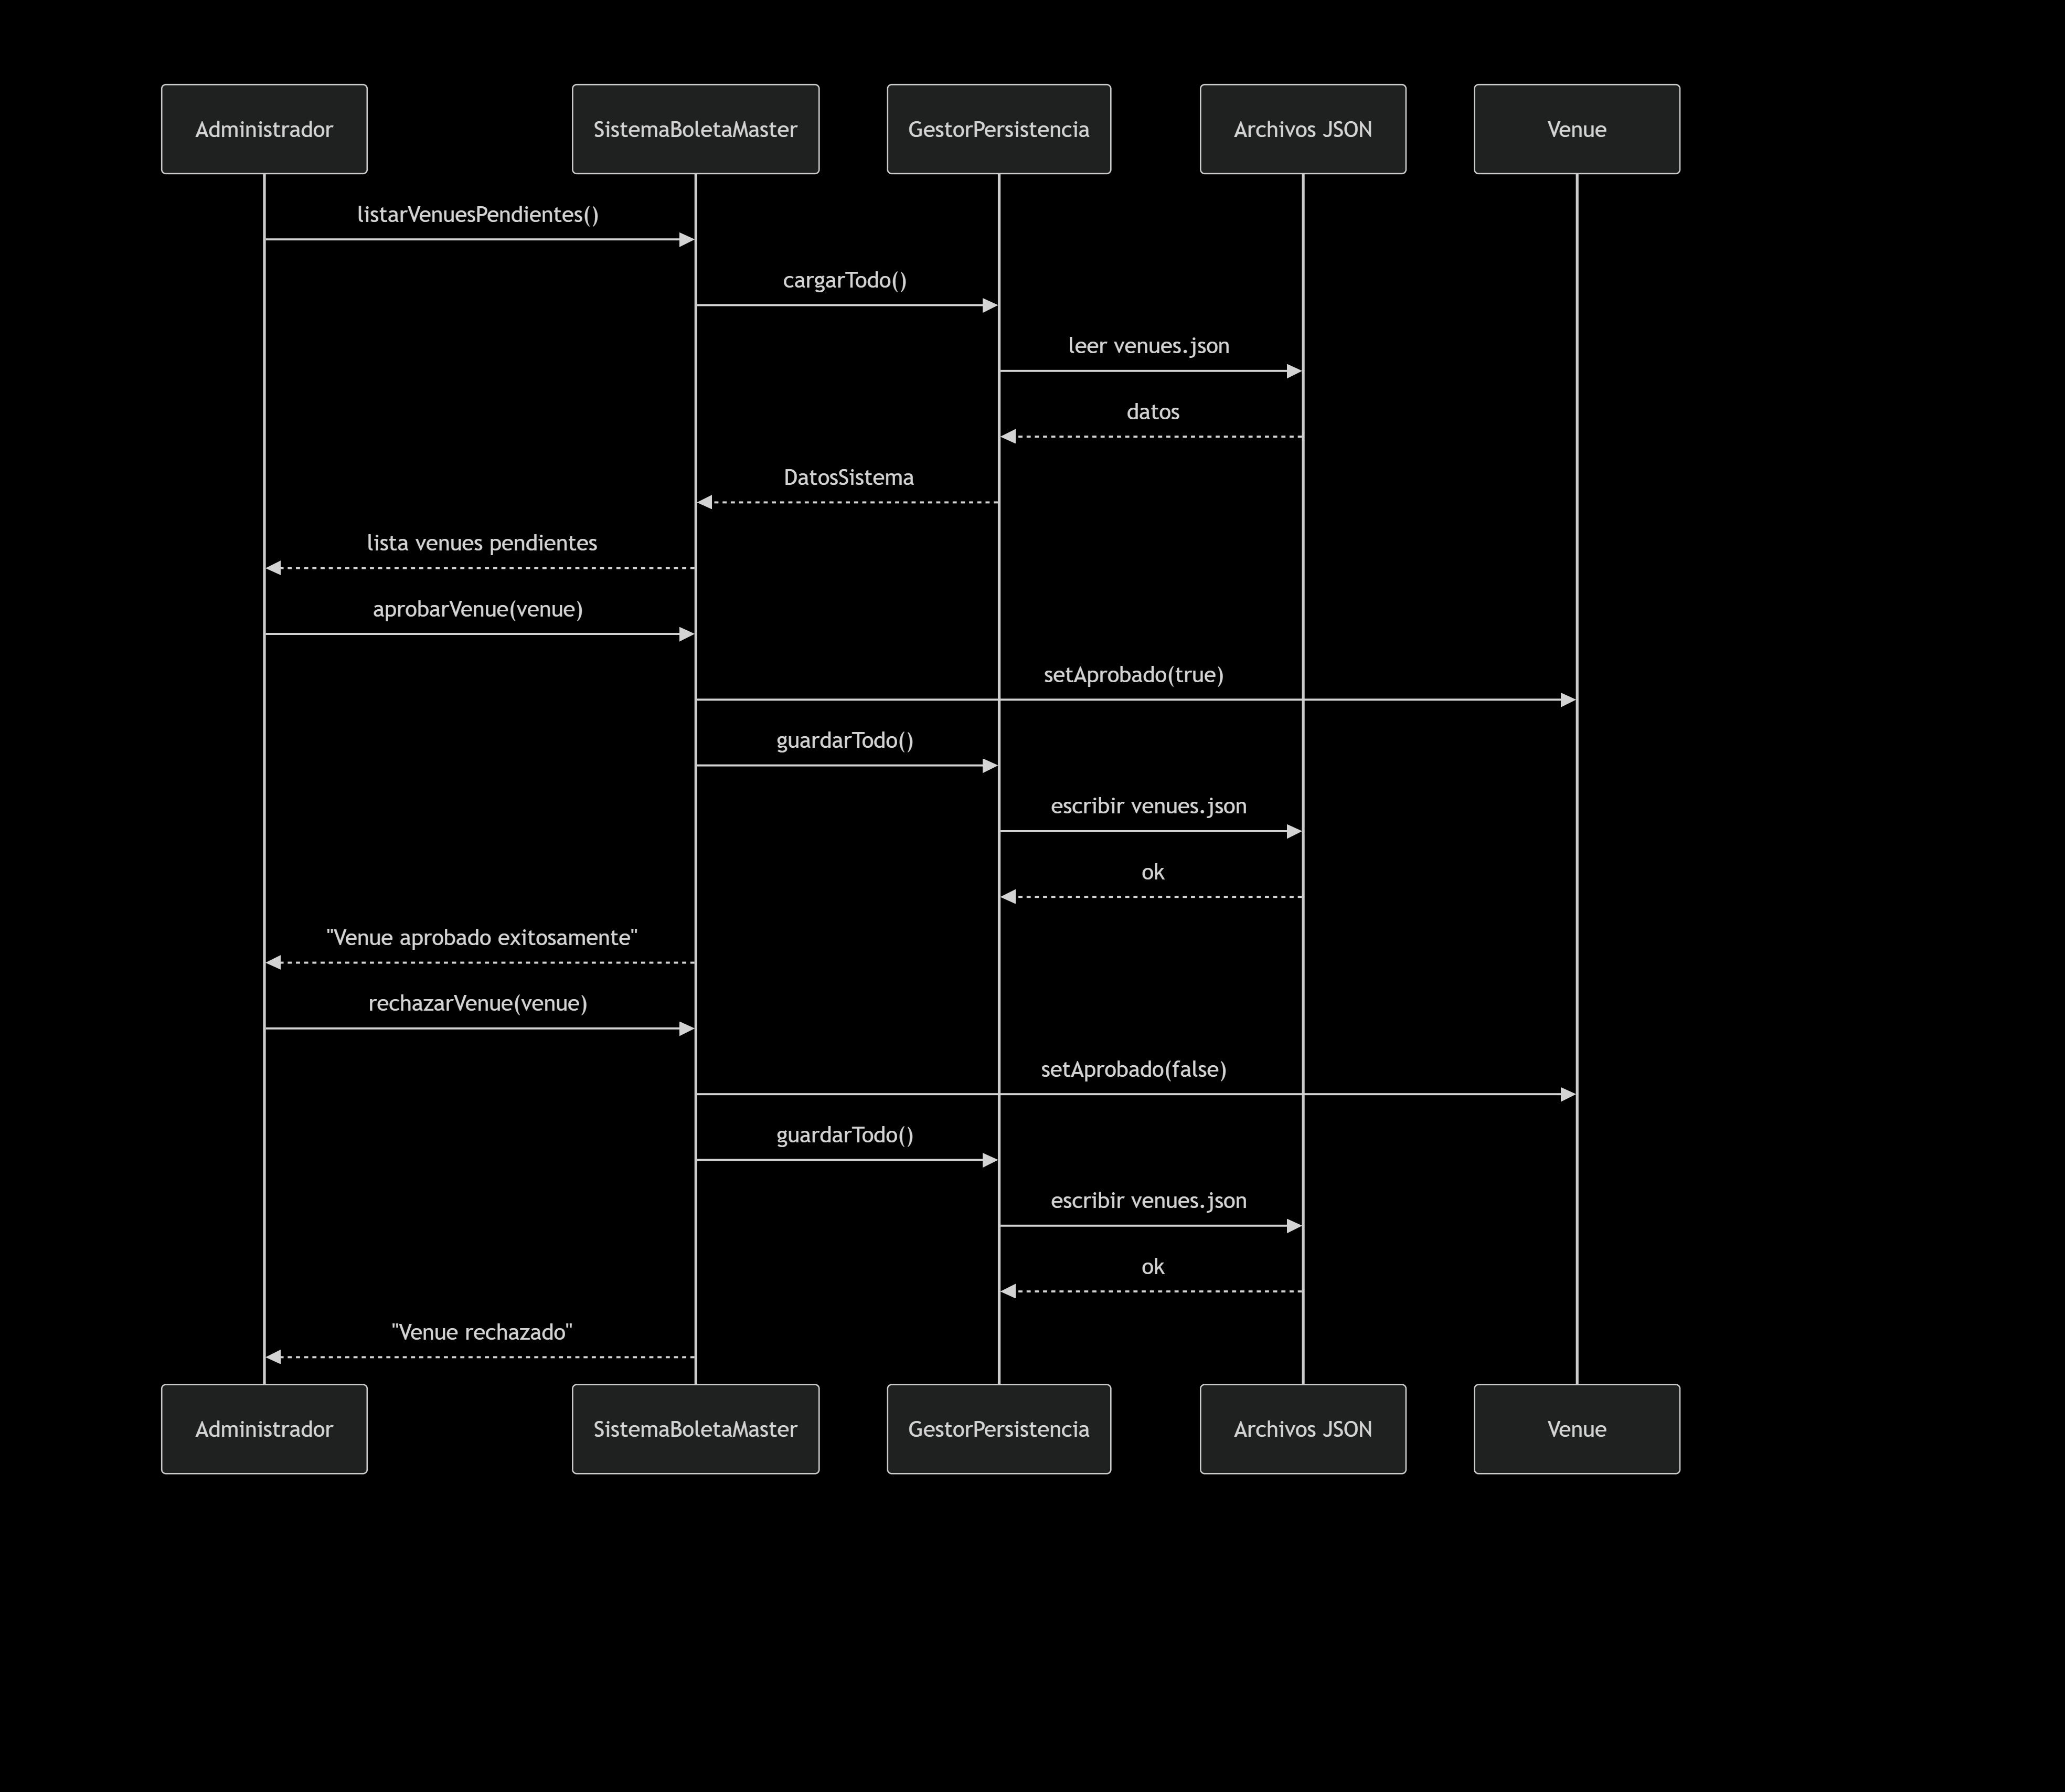 Administrador
SistemaBoletaMaster
GestorPersistencia
Archivos JSON
Venue
listarVenuesPendientes()
cargarTodo()
leer venues.json
datos
DatosSistema
lista venues pendientes
aprobarVenue(venue)
setAprobado(true)
guardarTodo()
escribir venues.json
ok
"Venue aprobado exitosamente"
rechazarVenue(venue)
setAprobado(false)
guardarTodo()
escribir venues.json
ok
"Venue rechazado"
Administrador
SistemaBoletaMaster
GestorPersistencia
Archivos JSON
Venue